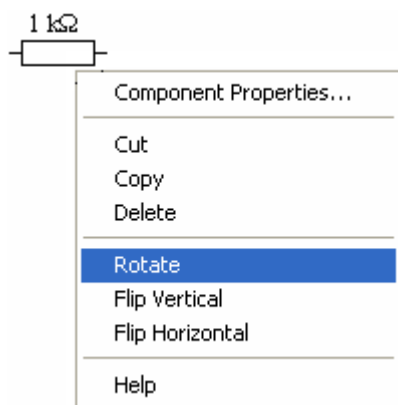 1 kΩ
Component Properties...
Cut
Copy
Delete
Rotate
Flip Vertical
Flip Horizontal
Help